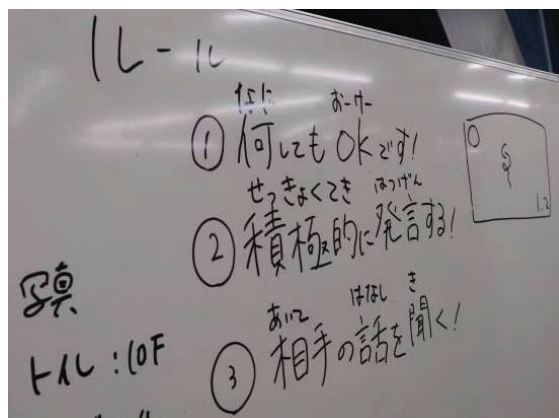 ルール
なに おーけー
① 何しても OKです!
せっきょくてき はつげん
② 積極的に発言する!
あいて はなし き
③ 相手の話を聞く!
写真
トイレ:10F